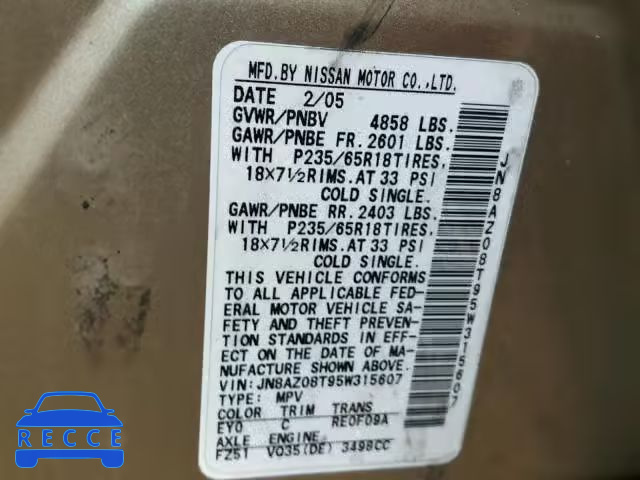 MFD.BY NISSAN MOTOR CO.,LTD.
DATE 2/05
GVWR/PNBV 4858 LBS.
GAWR/PNBE FR. 2601 LBS.
WITH P235/65R18TIRES,
18X7½RIMS.AT 33 PSI
COLD SINGLE.
GAWR/PNBE RR. 2403 LBS.
WITH P235/65R18TIRES,
18X7½RIMS.AT 33 PSI
COLD SINGLE.
THIS VEHICLE CONFORMS
TO ALL APPLICABLE FED-
ERAL MOTOR VEHICLE SA-
FETY AND THEFT PREVEN-
TION STANDARDS IN EFF-
ECT ON THE DATE OF MA-
NUFACTURE SHOWN ABOVE.
VIN: JN8AZ08T95W315607
TYPE: MPV
COLOR TRIM TRANS
EY0 C RE0F09A
AXLE ENGINE
FZ51 VQ35(DE) 3498CC
JN8AZ08T95W315607
RECCE